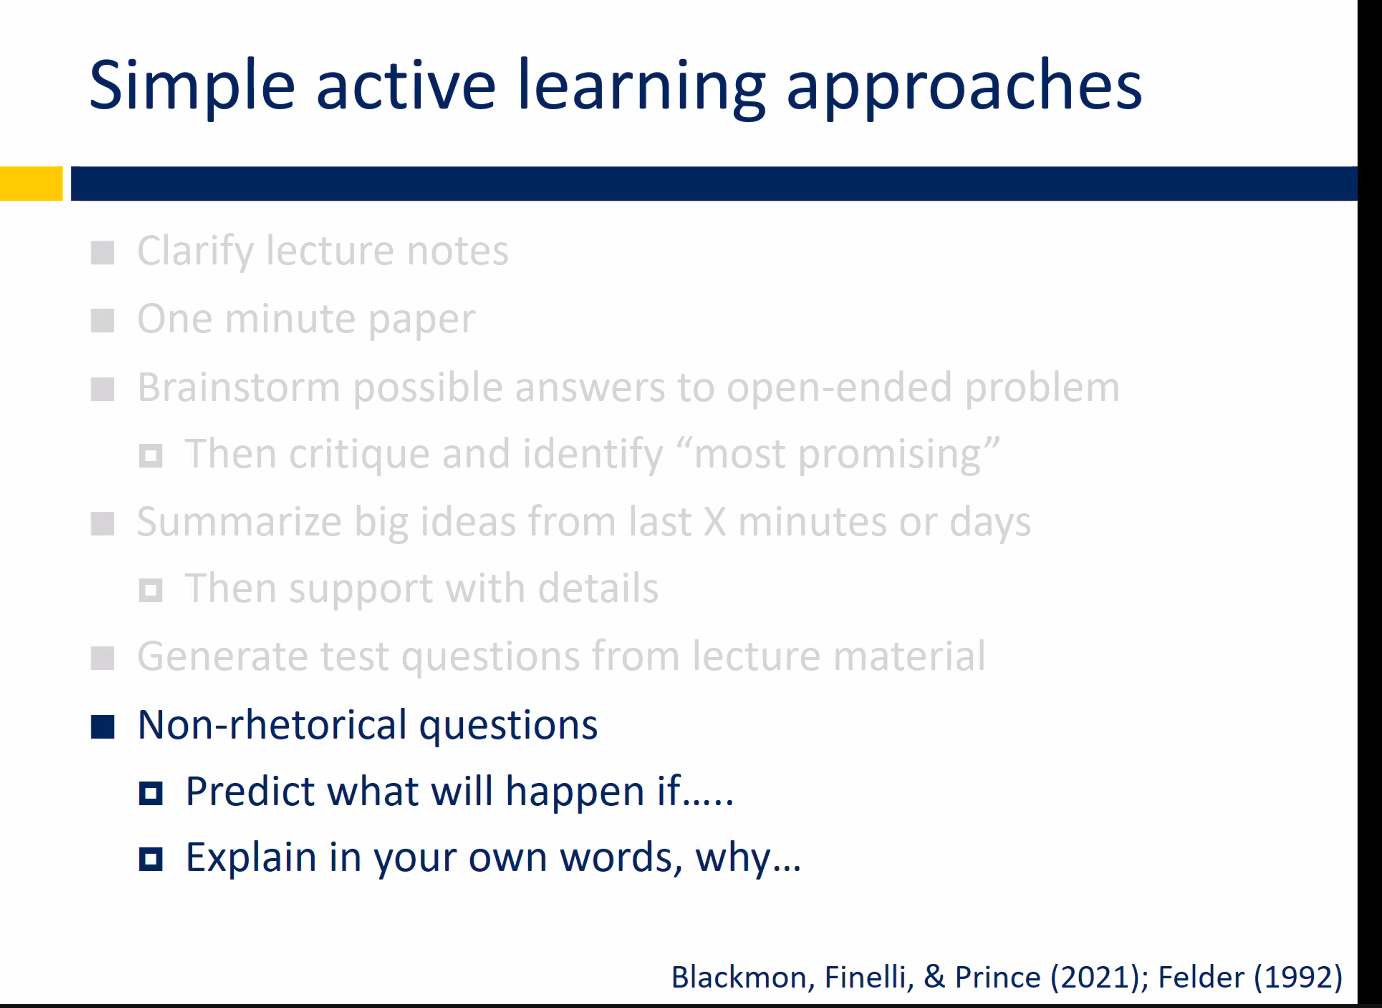 Simple active learning approaches
Clarify lecture notes
One minute paper
Brainstorm possible answers to open-ended problem
Then critique and identify “most promising”
Summarize big ideas from last X minutes or days
Then support with details
Generate test questions from lecture material
Non-rhetorical questions
Predict what will happen if…..
Explain in your own words, why…
Blackmon, Finelli, & Prince (2021); Felder (1992)